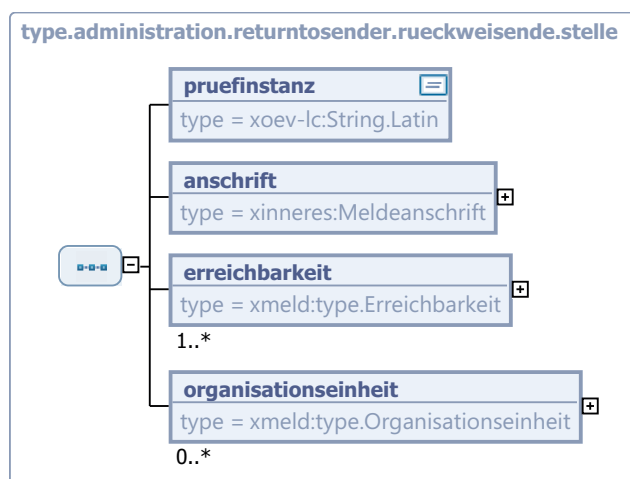 type.administration.returntosender.rueckweisende.stelle
pruefinstanz
type = xoev-lc:String.Latin
anschrift
type = xinneres:Meldeanschrift
erreichbarkeit
type = xmeld:type.Erreichbarkeit
1..*
organisationseinheit
type = xmeld:type.Organisationseinheit
0..*